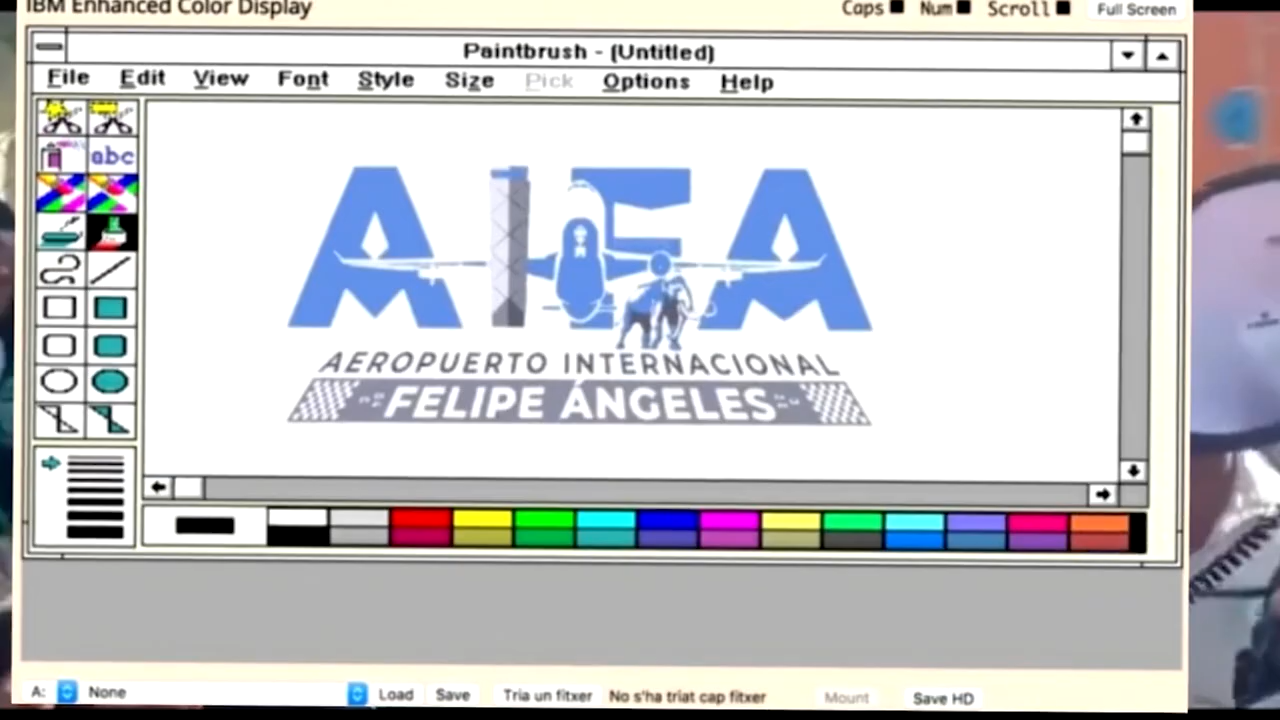 IBM Enhanced Color Display
Caps Num Scroll Full Screen
Paintbrush - (Untitled)
File Edit View Font Style Size Pick Options Help
abc
AIFA
AEROPUERTO INTERNACIONAL
FELIPE ÁNGELES
A: None Load Save Tria un fitxer No s'ha triat cap fitxer Mount Save HD